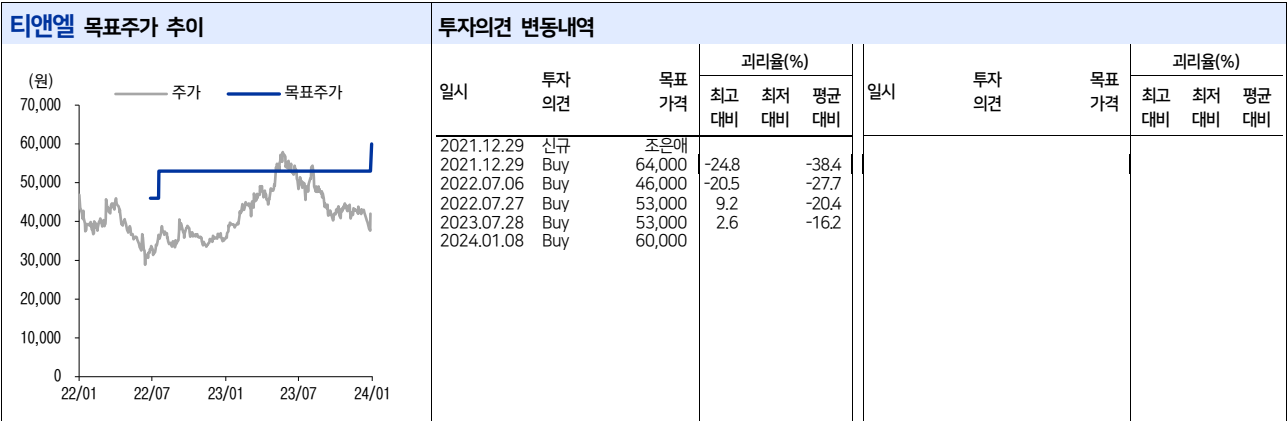 티앤엘 목표주가 추이
(원)
주가
목표주가
70,000
60,000
50,000
40,000
30,000
20,000
10,000
0
22/01 22/07 23/01 23/07 24/01
투자의견 변동내역
일시 투자의견 목표가격 괴리율(%)
최고대비 최저대비 평균대비
일시 투자의견 목표가격 괴리율(%)
최고대비 최저대비 평균대비
2021.12.29 신규 조은애
2021.12.29 Buy 64,000 -24.8 -38.4
2022.07.06 Buy 46,000 -20.5 -27.7
2022.07.27 Buy 53,000 9.2 -20.4
2023.07.28 Buy 53,000 2.6 -16.2
2024.01.08 Buy 60,000